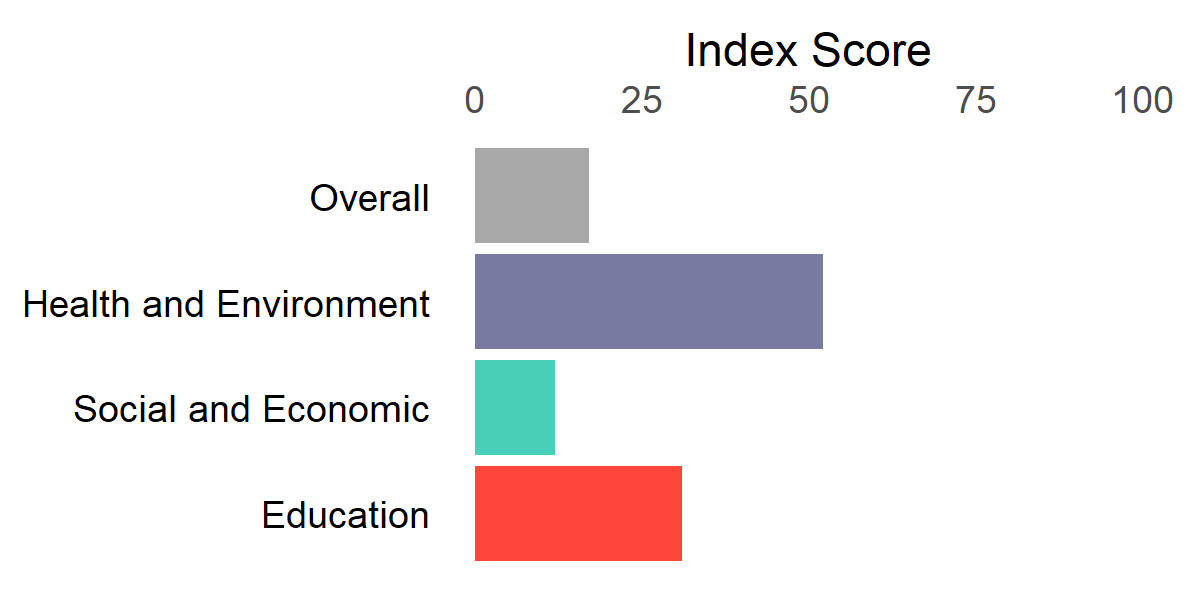 Index Score
0 25 50 75 100
Overall
Health and Environment
Social and Economic
Education